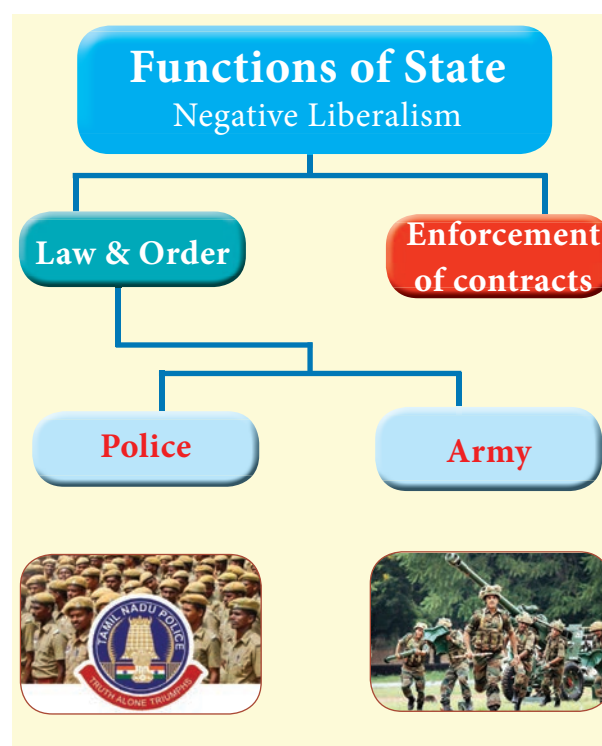 Functions of State
Negative Liberalism
Law & Order
Enforcement
of contracts
Police
Army
TAMIL NADU POLICE
TRUTH ALONE TRIUMPHS